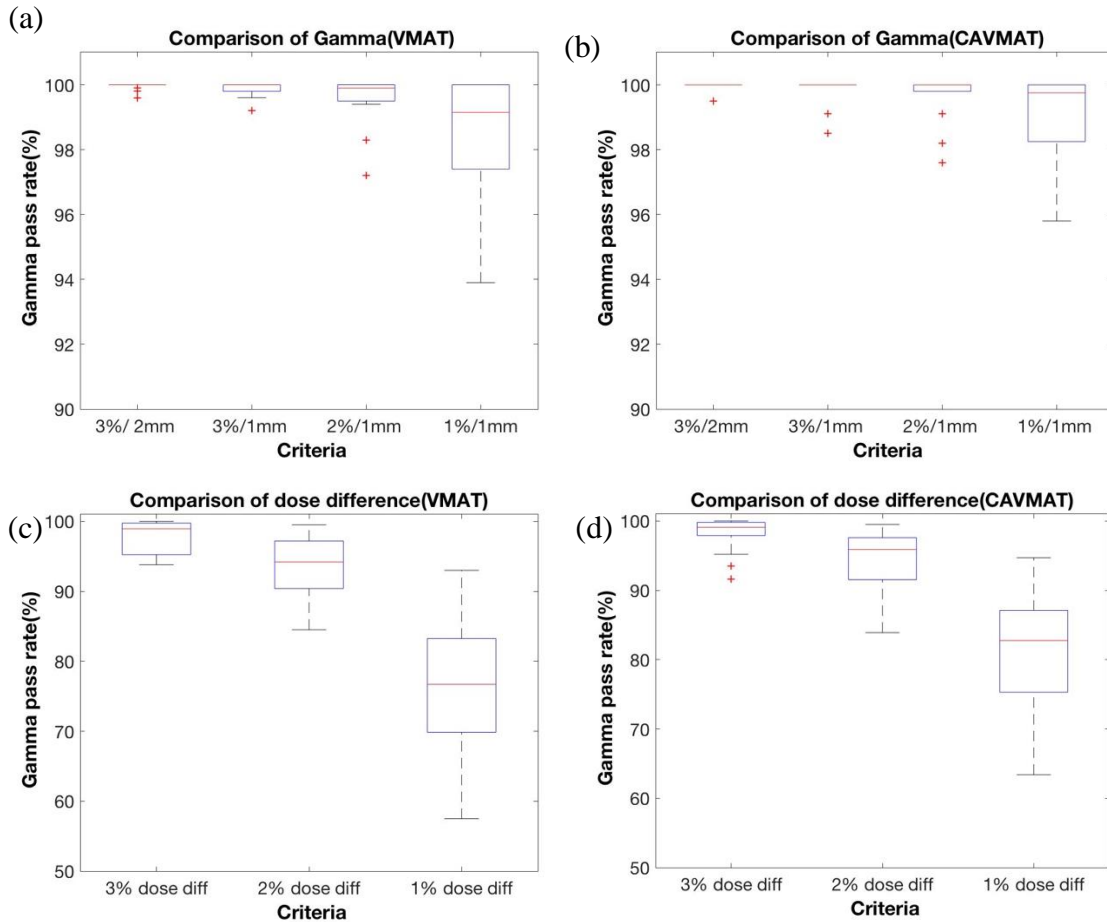 (a)
Comparison of Gamma(VMAT)
Gamma pass rate(%)
100
98
96
94
92
90
3%/ 2mm 3%/1mm 2%/1mm 1%/1mm
Criteria
(b)
Comparison of Gamma(CAVMAT)
Gamma pass rate(%)
100
98
96
94
92
90
3%/2mm 3%/1mm 2%/1mm 1%/1mm
Criteria
(c)
Comparison of dose difference(VMAT)
Gamma pass rate(%)
100
90
80
70
60
50
3% dose diff 2% dose diff 1% dose diff
Criteria
(d)
Comparison of dose difference(CAVMAT)
Gamma pass rate(%)
100
90
80
70
60
50
3% dose diff 2% dose diff 1% dose diff
Criteria